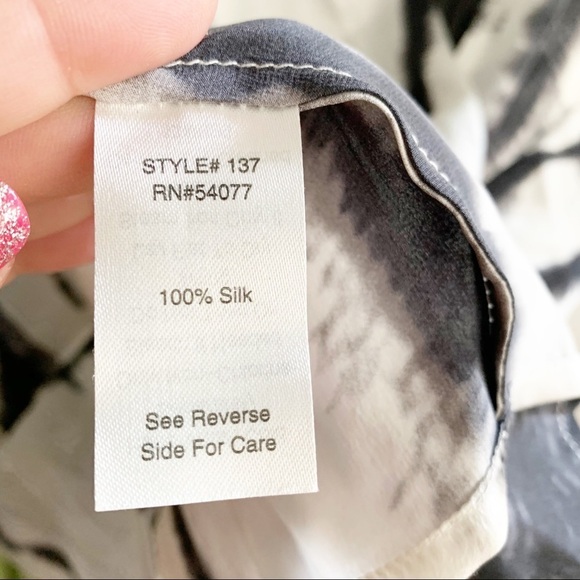 STYLE# 137
RN#54077
100% Silk
See Reverse
Side For Care